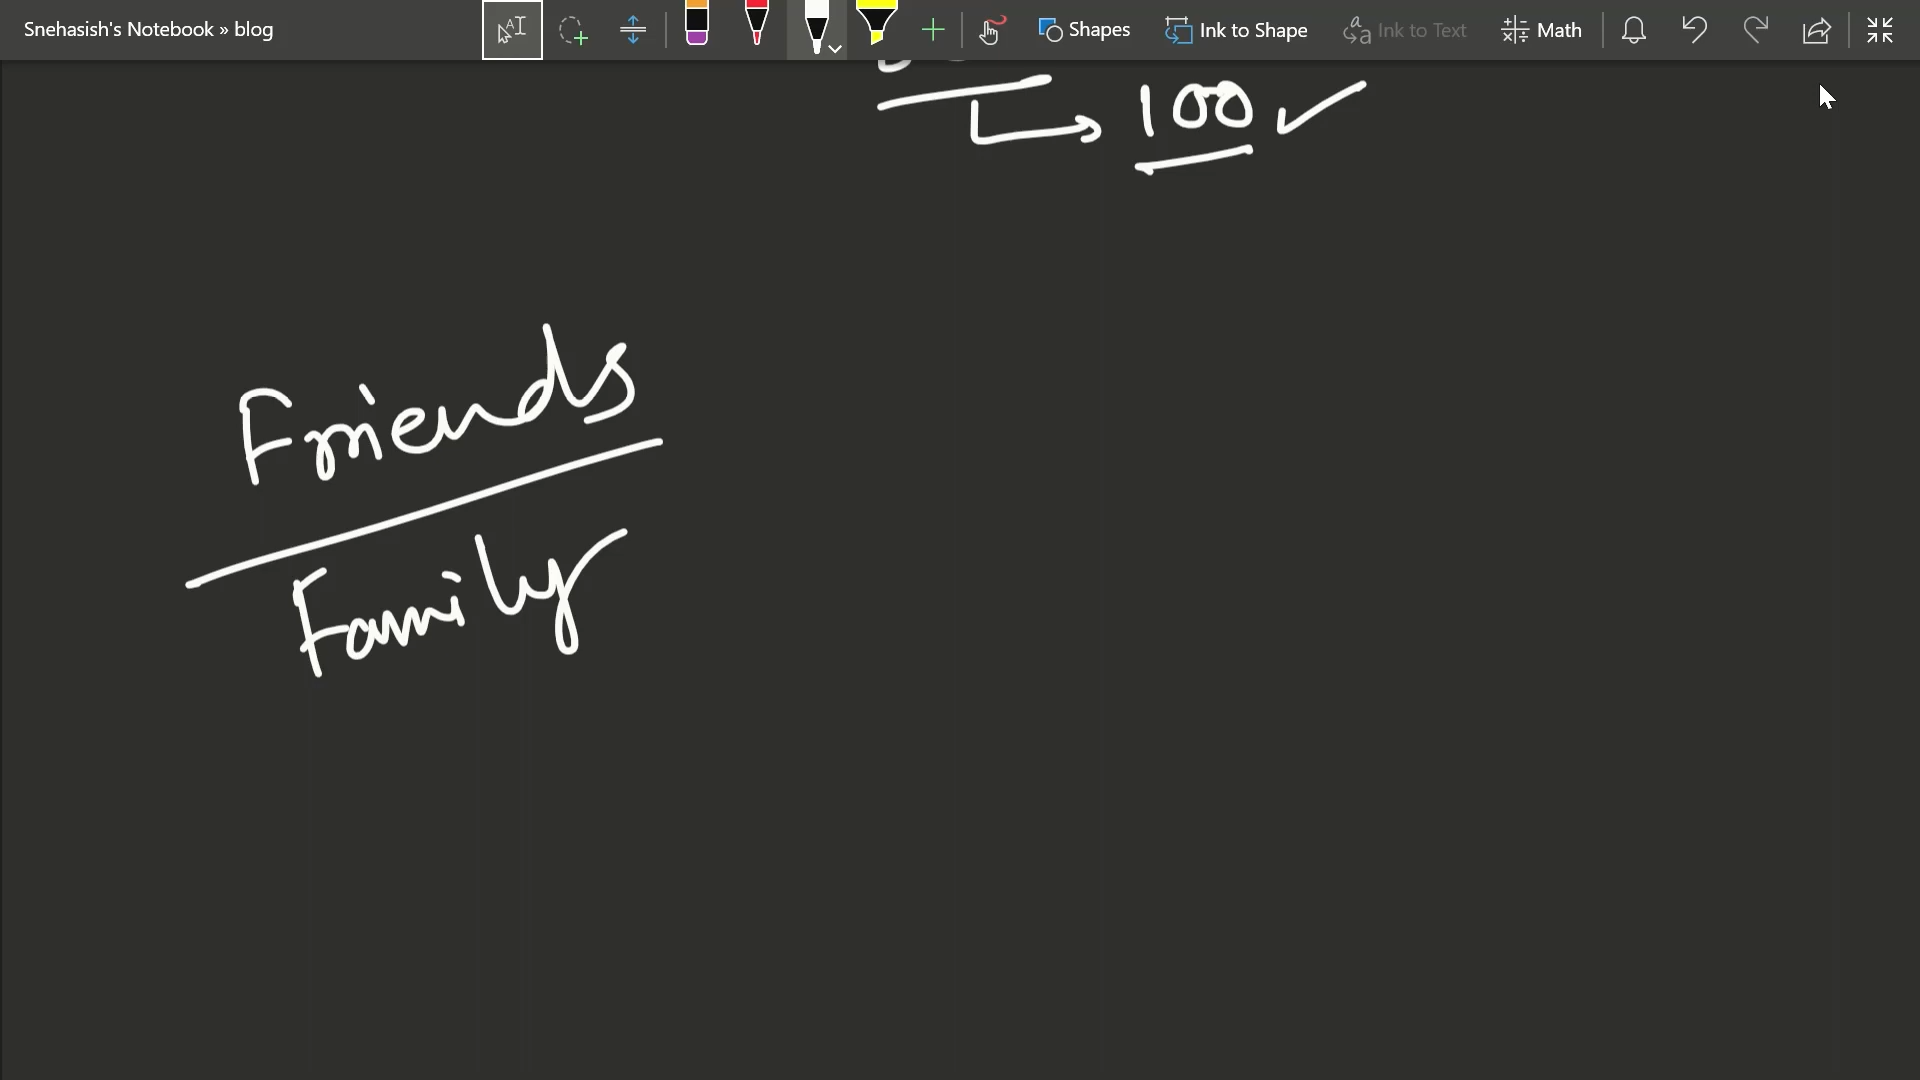 Snehasish's Notebook » blog
Shapes
Ink to Shape
Ink to Text
Math
100
Friends
Family